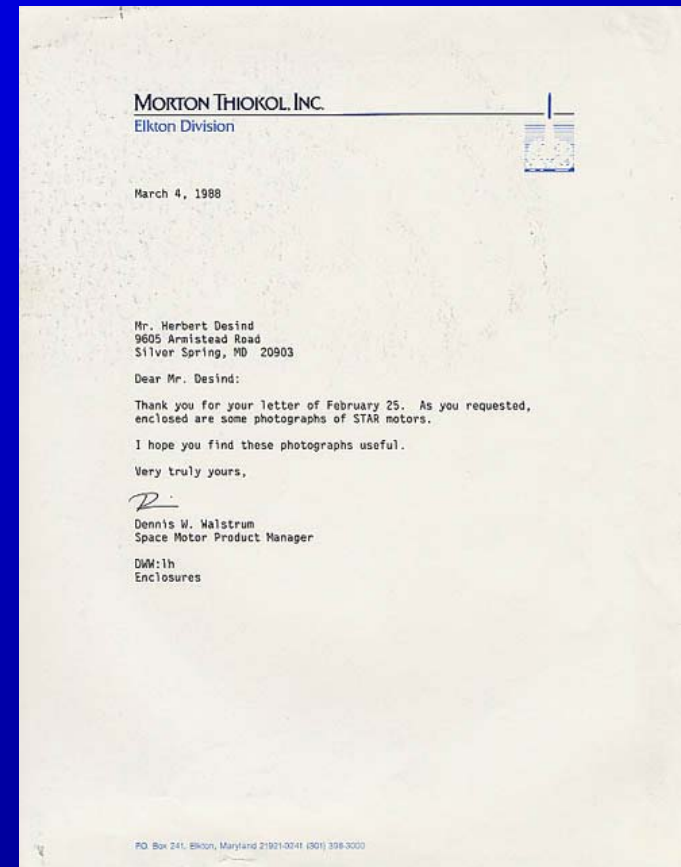 MORTON THIOKOL, INC.
Elkton Division
March 4, 1988
Mr. Herbert Desind
9605 Armistead Road
Silver Spring, MD 20903
Dear Mr. Desind:
Thank you for your letter of February 25. As you requested,
enclosed are some photographs of STAR motors.
I hope you find these photographs useful.
Very truly yours,
Dennis W. Walstrum
Space Motor Product Manager
DWW:lh
Enclosures
P.O. Box 241, Elkton, Maryland 21921-0241 (301) 398-3000